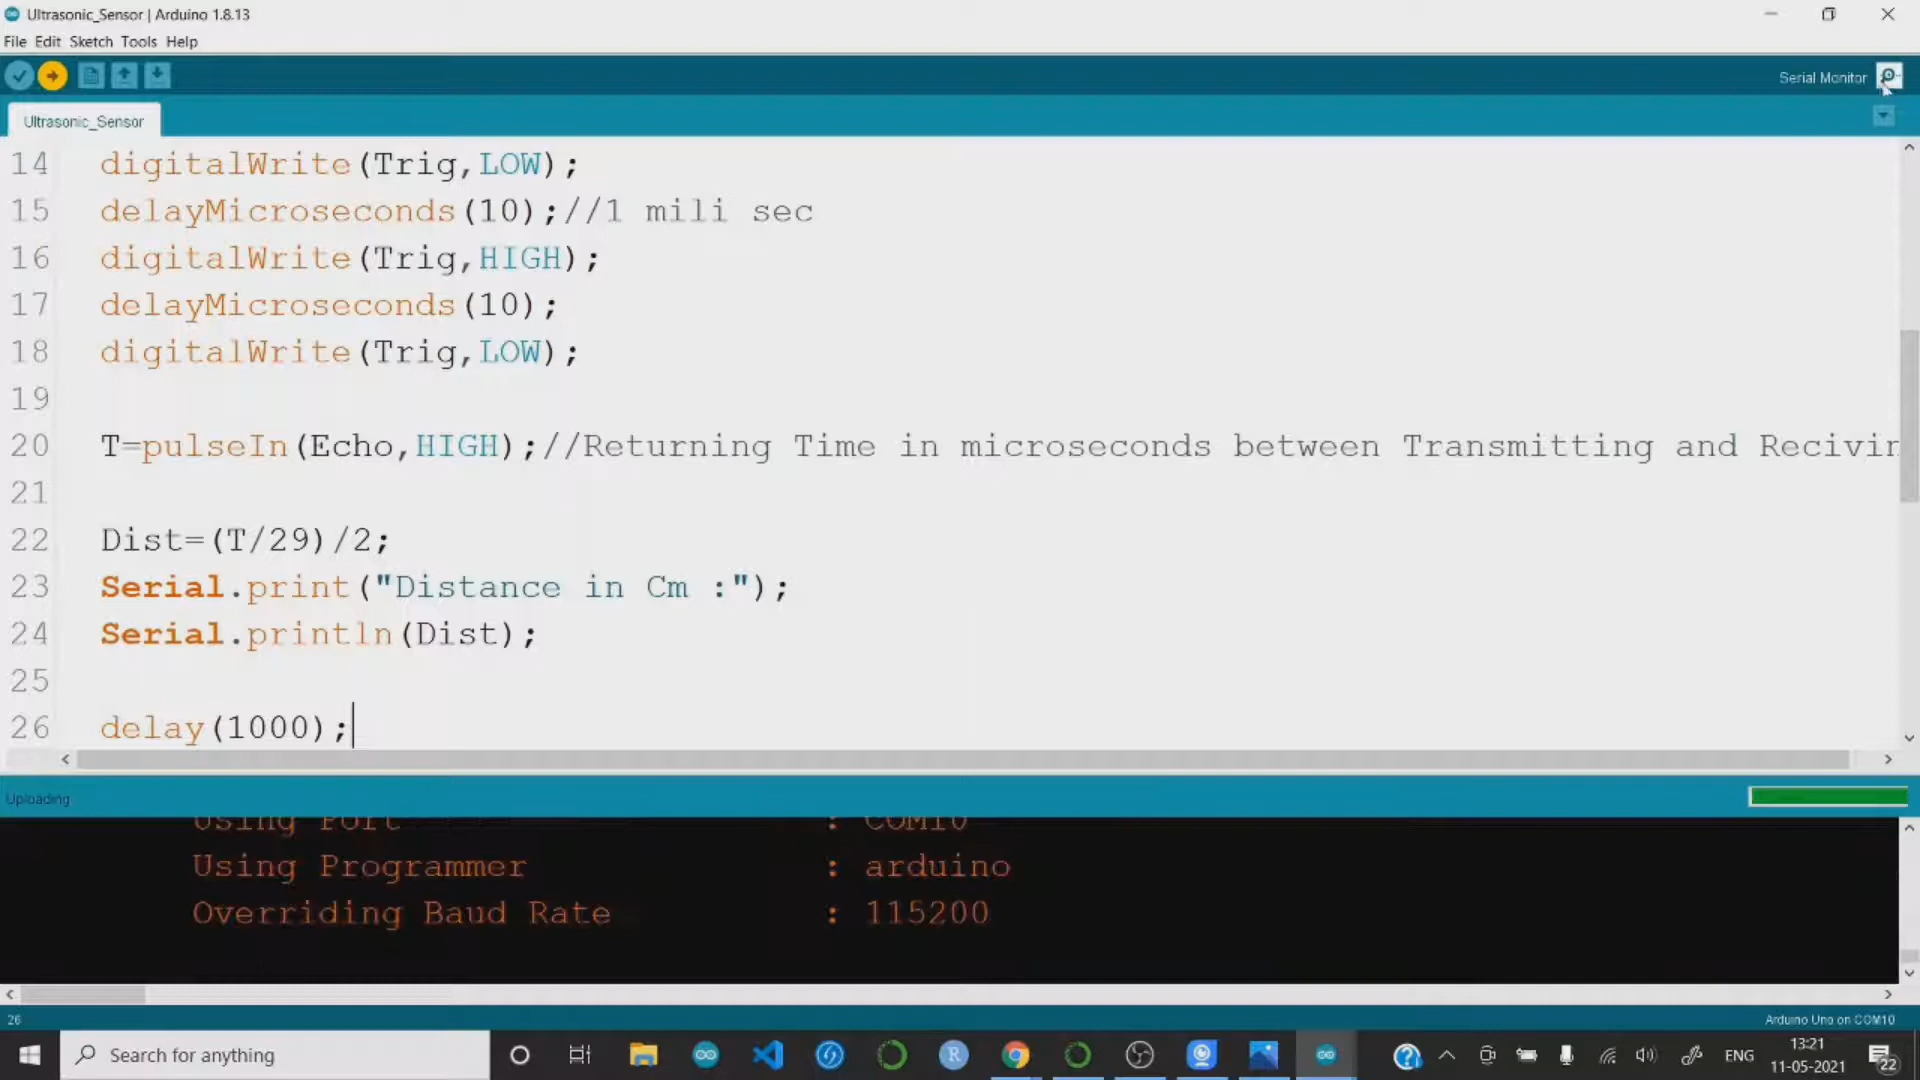 Ultrasonic_Sensor | Arduino 1.8.13
File Edit Sketch Tools Help
Serial Monitor
Ultrasonic_Sensor
14 digitalWrite(Trig,LOW);
15 delayMicroseconds(10);//1 mili sec
16 digitalWrite(Trig,HIGH);
17 delayMicroseconds(10);
18 digitalWrite(Trig,LOW);
19
20 T=pulseIn(Echo,HIGH);//Returning Time in microseconds between Transmitting and Recivin
21
22 Dist=(T/29)/2;
23 Serial.print("Distance in Cm :");
24 Serial.println(Dist);
25
26 delay(1000);
Uploading
Using Port : COM10
Using Programmer : arduino
Overriding Baud Rate : 115200
26
Arduino Uno on COM10
Search for anything
R
ENG
13:21
11-05-2021
22